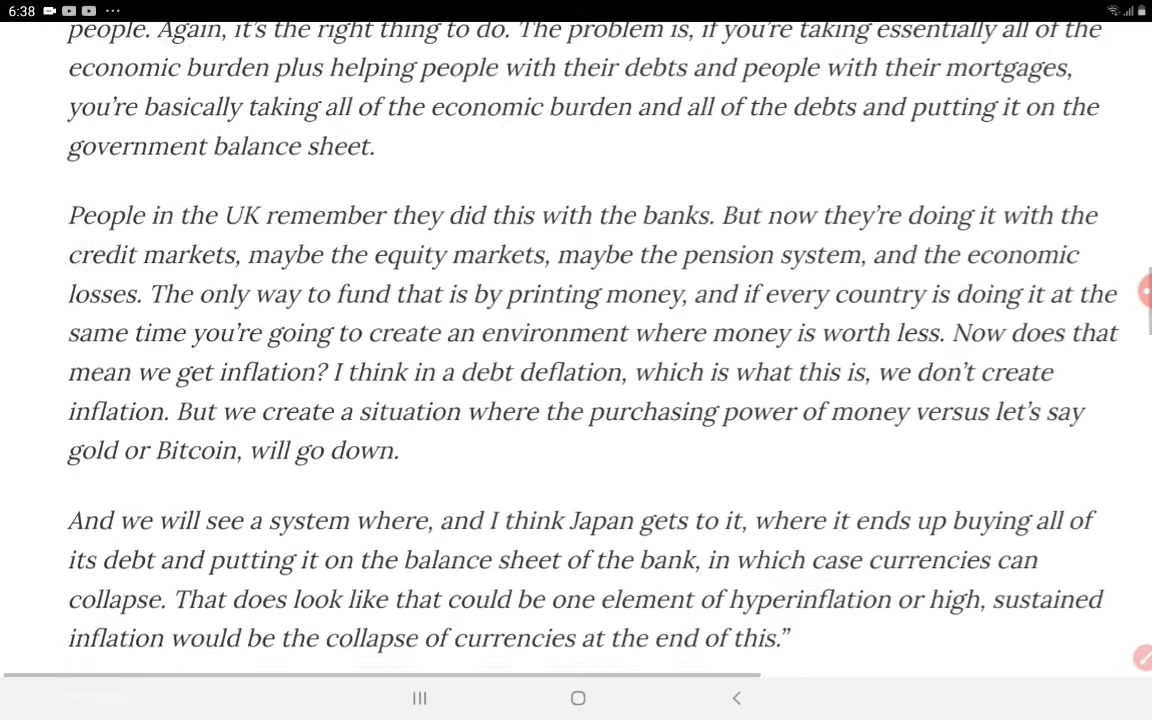 6:38
people. Again, it's the right thing to do. The problem is, if you're taking essentially all of the
economic burden plus helping people with their debts and people with their mortgages,
you're basically taking all of the economic burden and all of the debts and putting it on the
government balance sheet.
People in the UK remember they did this with the banks. But now they're doing it with the
credit markets, maybe the equity markets, maybe the pension system, and the economic
losses. The only way to fund that is by printing money, and if every country is doing it at the
same time you're going to create an environment where money is worth less. Now does that
mean we get inflation? I think in a debt deflation, which is what this is, we don't create
inflation. But we create a situation where the purchasing power of money versus let's say
gold or Bitcoin, will go down.
And we will see a system where, and I think Japan gets to it, where it ends up buying all of
its debt and putting it on the balance sheet of the bank, in which case currencies can
collapse. That does look like that could be one element of hyperinflation or high, sustained
inflation would be the collapse of currencies at the end of this.”